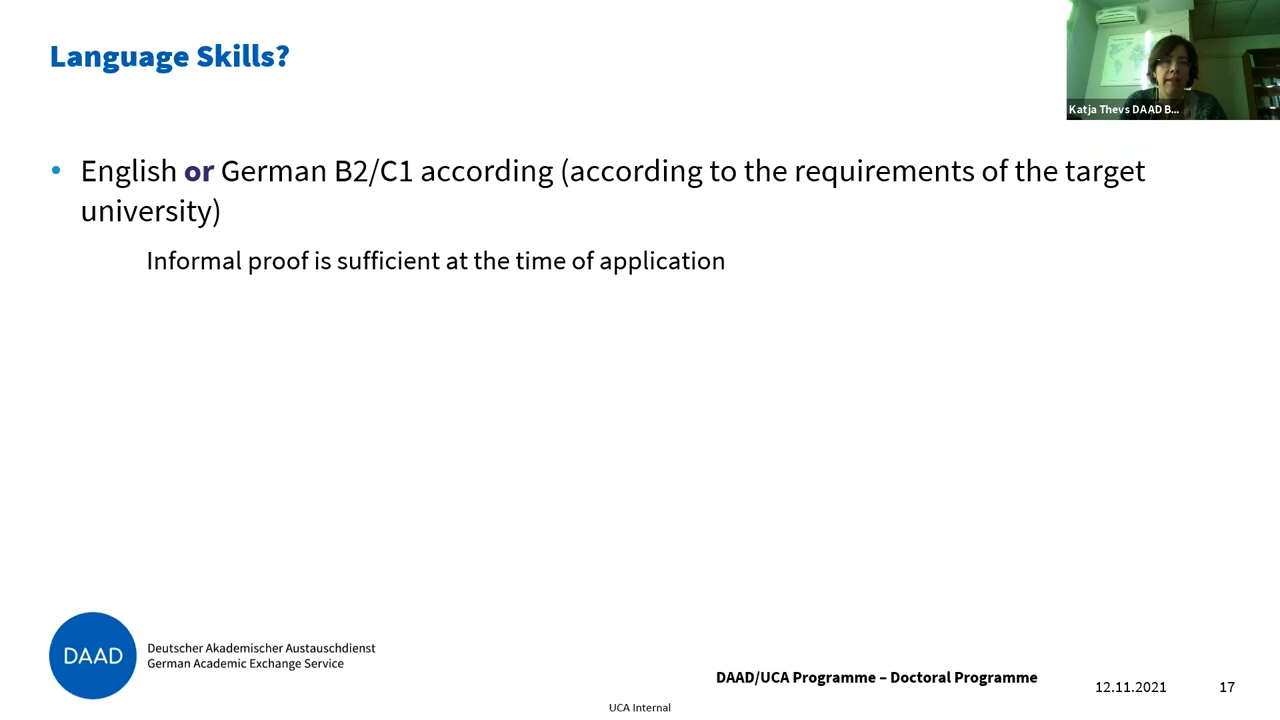 Language Skills?
Katja Thevs DAAD B...
• English or German B2/C1 according (according to the requirements of the target
university)
Informal proof is sufficient at the time of application
DAAD
Deutscher Akademischer Austauschdienst
German Academic Exchange Service
DAAD/UCA Programme – Doctoral Programme
12.11.2021
17
UCA Internal